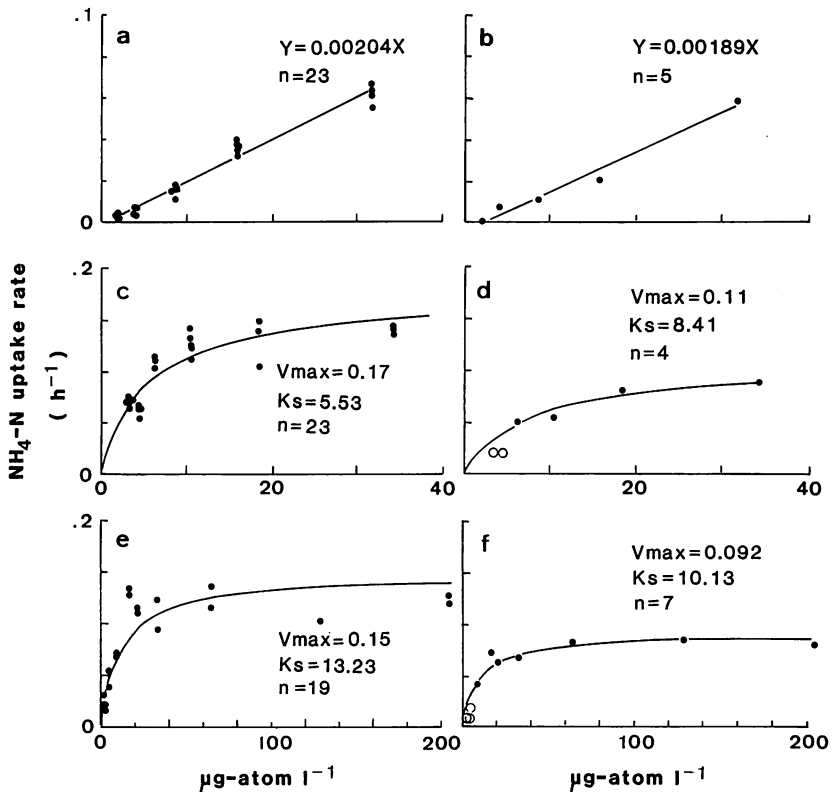 .1
a
Y=0.00204X
n=23
0
b
Y=0.00189X
n=5
NH4-N uptake rate
( h−1)
.2
c
Vmax=0.17
Ks=5.53
n=23
0
0
20
40
d
Vmax=0.11
Ks=8.41
n=4
0
20
40
.2
e
Vmax=0.15
Ks=13.23
n=19
0
0
100
200
µg-atom l−1
f
Vmax=0.092
Ks=10.13
n=7
0
100
200
µg-atom l−1